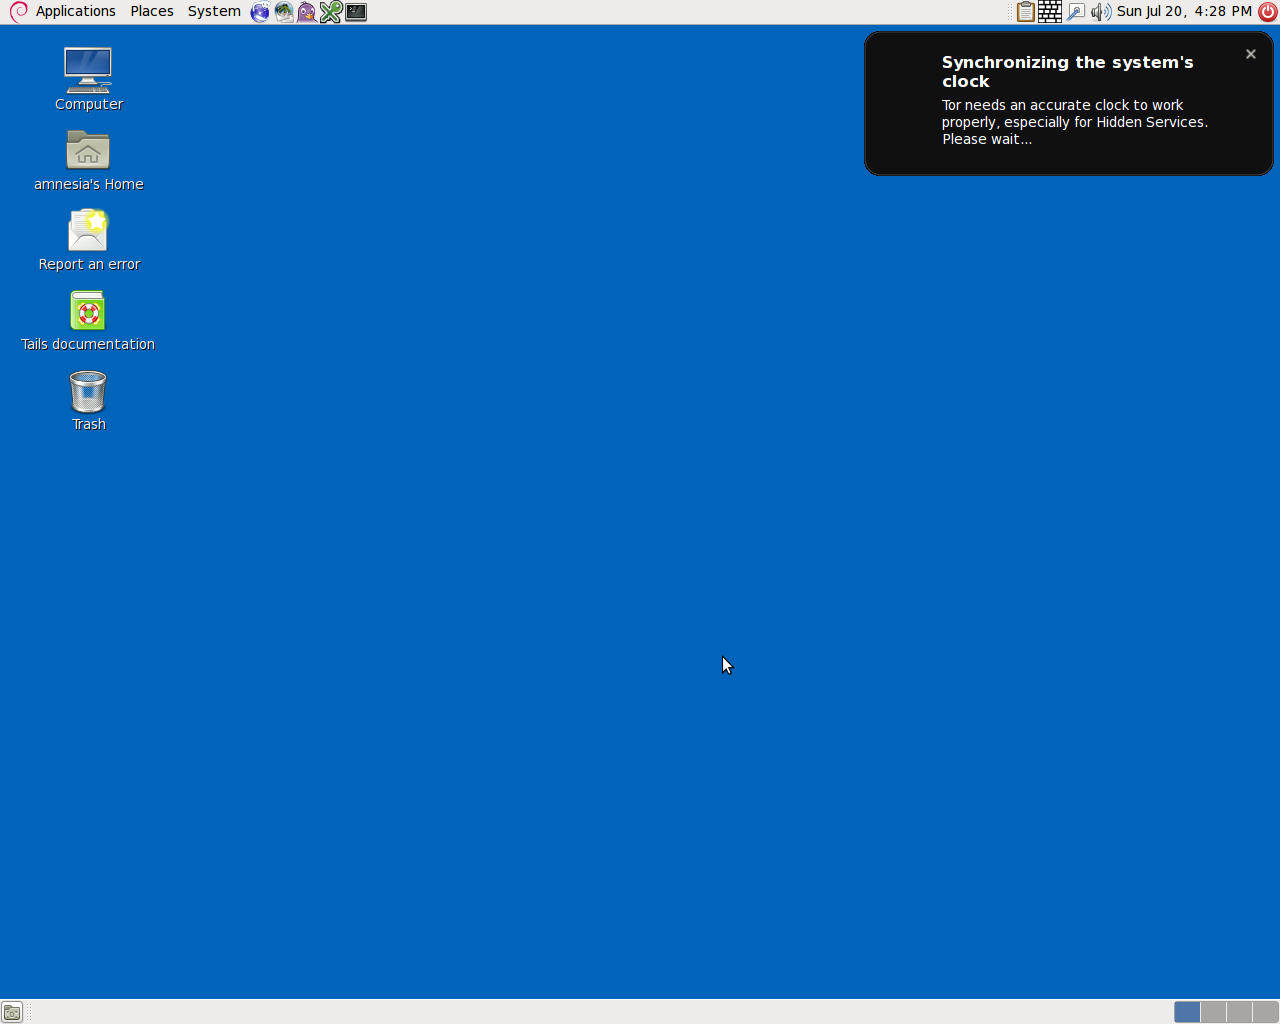 Applications Places System Sun Jul 20, 4:28 PM
Synchronizing the system's
clock
Tor needs an accurate clock to work
properly, especially for Hidden Services.
Please wait...
Computer
amnesia's Home
Report an error
Tails documentation
Trash